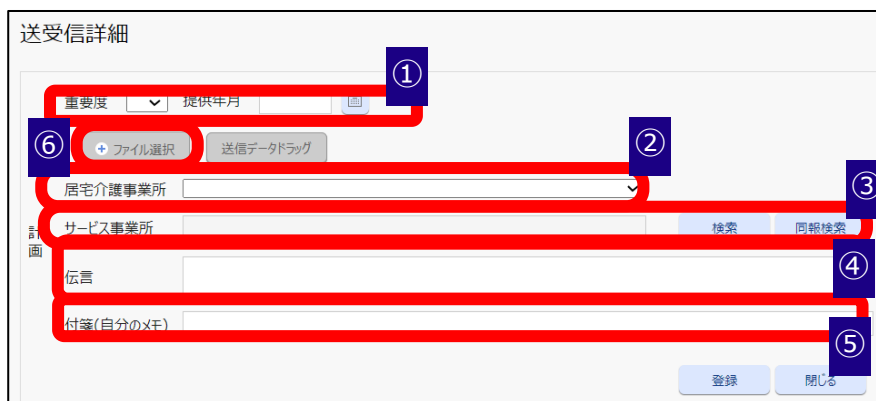 送受信詳細
①
重要度 提供年月
⑥ ファイル選択 送信データドラッグ
②
居宅介護事業所
③
計画
サービス事業所 検索 同報検索
④
伝言
付箋(自分のメモ)
⑤
登録 閉じる